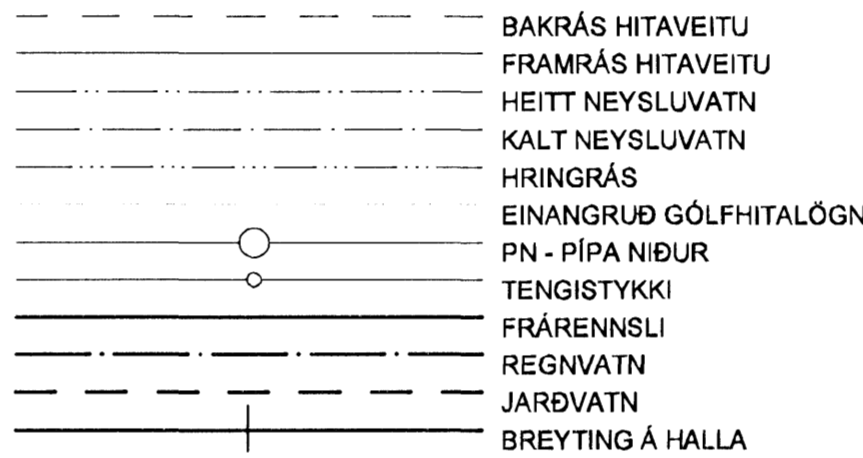 BAKRÁS HITAVEITU
FRAMRÁS HITAVEITU
HEITT NEYSLUVATN
KALT NEYSLUVATN
HRINGRÁS
EINANGRUÐ GÓLFHITALÖGN
PN - PÍPA NIÐUR
TENGISTYKKI
FRÁRENNSLI
REGNVATN
JARÐVATN
BREYTING Á HALLA